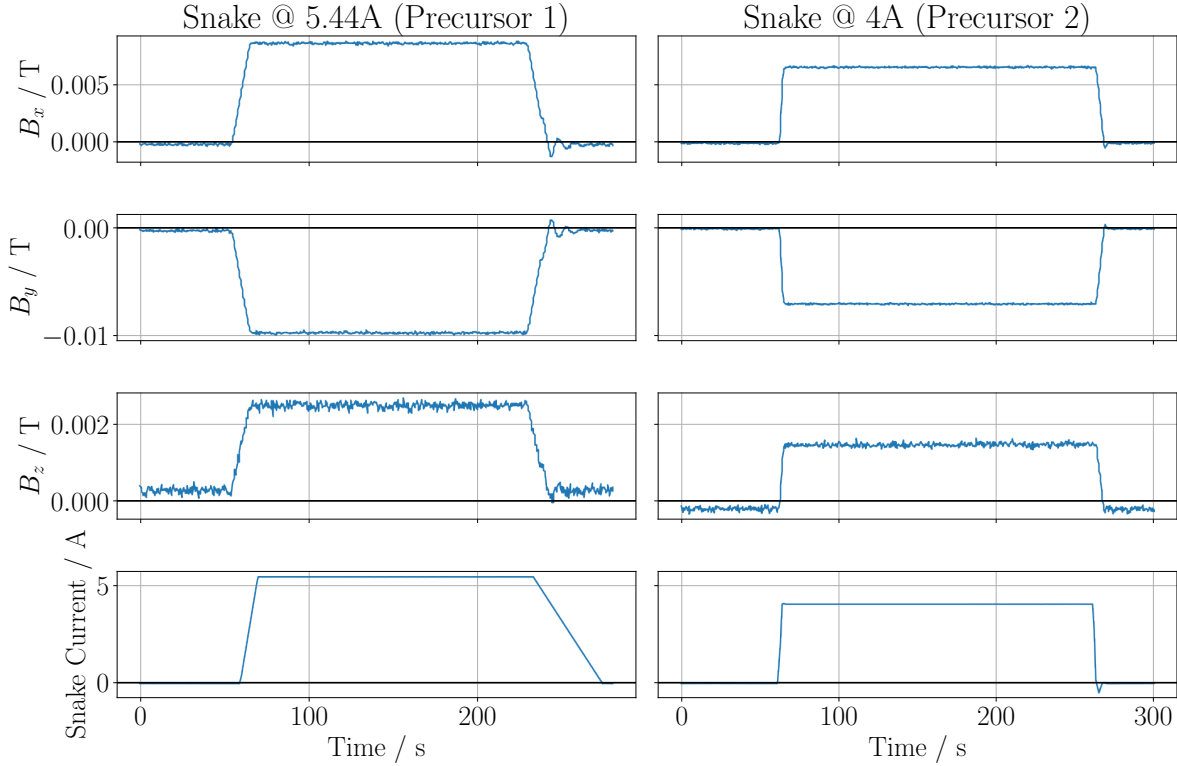 Snake @ 5.44A (Precursor 1)
Snake @ 4A (Precursor 2)
B_x / T
0.005
0.000
B_y / T
0.00
−0.01
B_z / T
0.002
0.000
Snake Current / A
5
0
0
100
200
0
100
200
300
Time / s
Time / s